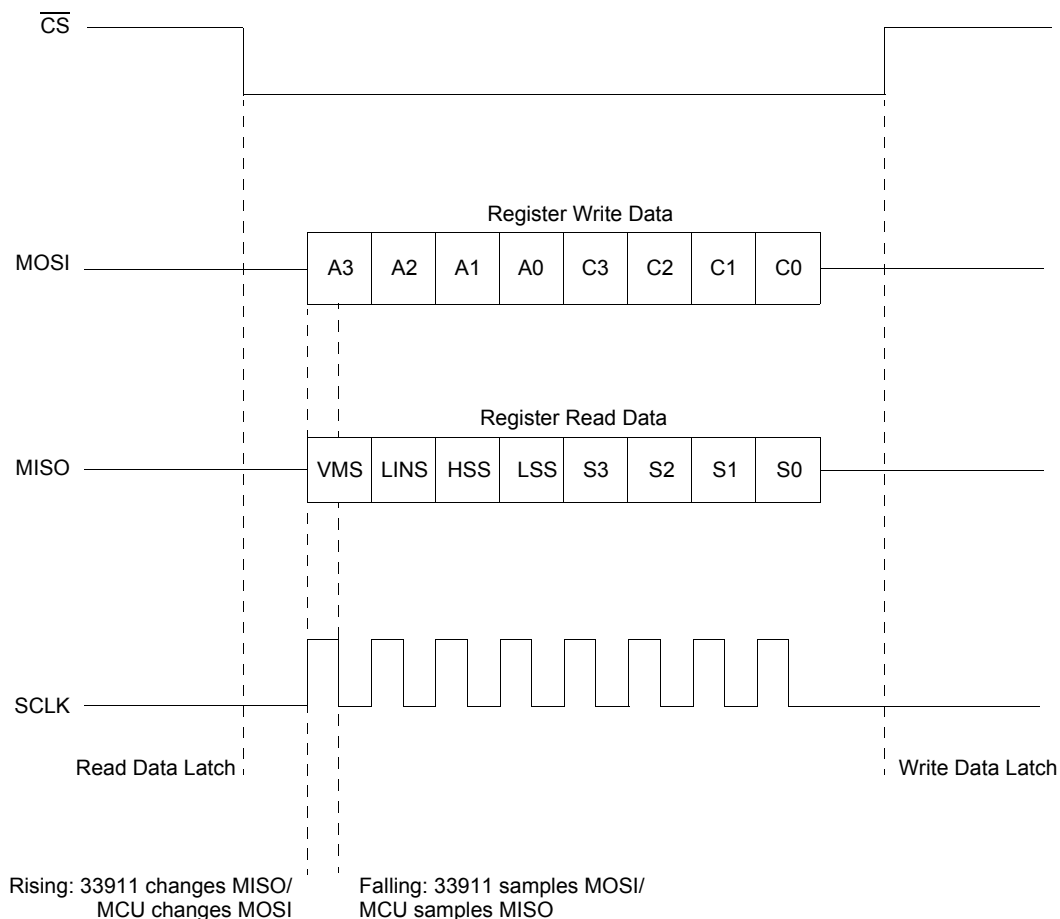 CS
Register Write Data
MOSI
A3 A2 A1 A0 C3 C2 C1 C0
Register Read Data
MISO
VMS LINS HSS LSS S3 S2 S1 S0
SCLK
Read Data Latch
Write Data Latch
Rising: 33911 changes MISO/
MCU changes MOSI
Falling: 33911 samples MOSI/
MCU samples MISO